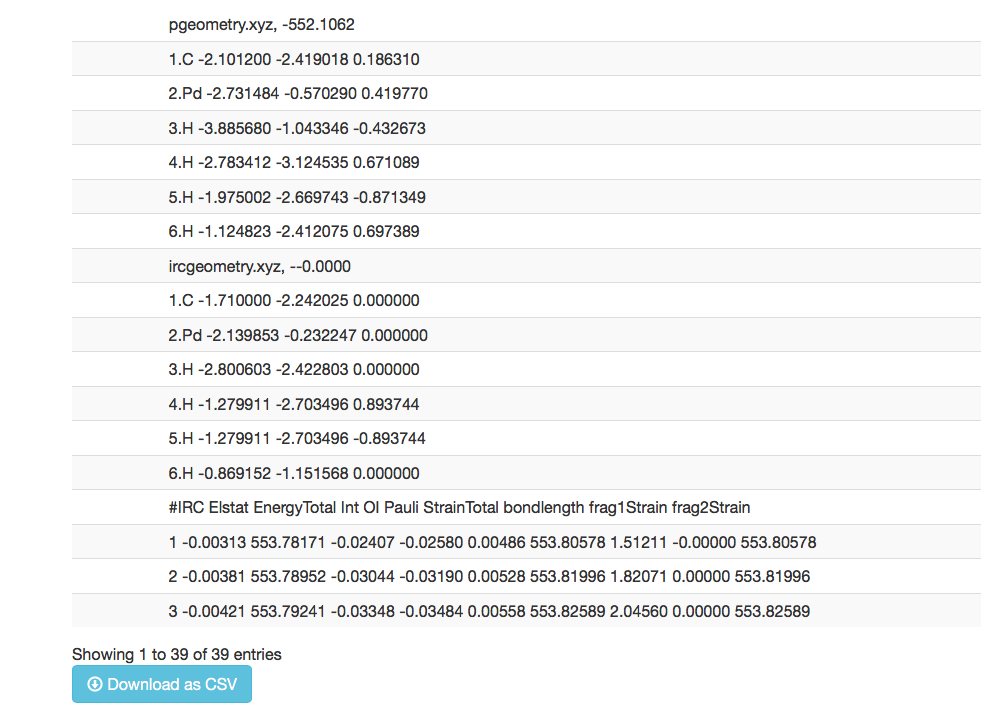 pgeometry.xyz, -552.1062
1.C -2.101200 -2.419018 0.186310
2.Pd -2.731484 -0.570290 0.419770
3.H -3.885680 -1.043346 -0.432673
4.H -2.783412 -3.124535 0.671089
5.H -1.975002 -2.669743 -0.871349
6.H -1.124823 -2.412075 0.697389
ircgeometry.xyz, --0.0000
1.C -1.710000 -2.242025 0.000000
2.Pd -2.139853 -0.232247 0.000000
3.H -2.800603 -2.422803 0.000000
4.H -1.279911 -2.703496 0.893744
5.H -1.279911 -2.703496 -0.893744
6.H -0.869152 -1.151568 0.000000
#IRC Elstat EnergyTotal Int OI Pauli StrainTotal bondlength frag1Strain frag2Strain
1 -0.00313 553.78171 -0.02407 -0.02580 0.00486 553.80578 1.51211 -0.00000 553.80578
2 -0.00381 553.78952 -0.03044 -0.03190 0.00528 553.81996 1.82071 0.00000 553.81996
3 -0.00421 553.79241 -0.03348 -0.03484 0.00558 553.82589 2.04560 0.00000 553.82589
Showing 1 to 39 of 39 entries
Download as CSV